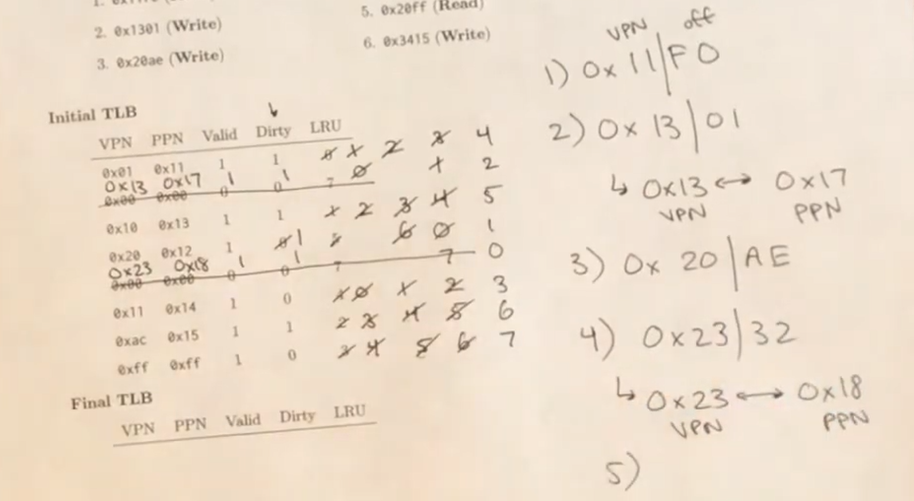 2. 0x1301 (Write)
3. 0x20ae (Write)
5. 0x20ff (Read)
6. 0x3415 (Write)
Initial TLB
VPN PPN Valid Dirty LRU
0x01 0x11 1 1 0 1 2 3 4
0x13 0x17 1 1 0 1 2
0x00 0x00 0 0 7
0x10 0x13 1 1 1 2 3 4 5
0x20 0x12 1 0 1 6 0 1
0x23 0x18 1 1 7 0
0x00 0x00 0 0 7
0x11 0x14 1 0 0 1 2 3
0xac 0x15 1 1 2 3 4 5 6
0xff 0xff 1 0 3 4 5 6 7
Final TLB
VPN PPN Valid Dirty LRU
VPN off
1) 0x 11|F0
2) 0x 13|01
↳ 0x13 ↔ 0x17
VPN PPN
3) 0x 20|AE
4) 0x23|32
↳ 0x23 ↔ 0x18
VPN PPN
5)